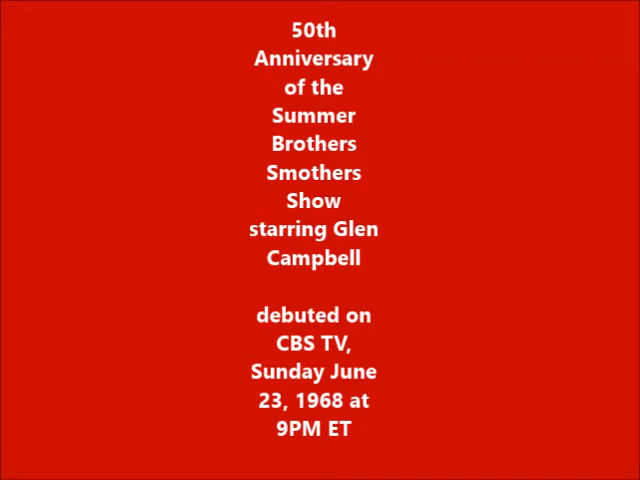 50th
Anniversary
of the
Summer
Brothers
Smothers
Show
starring Glen
Campbell
debuted on
CBS TV,
Sunday June
23, 1968 at
9PM ET